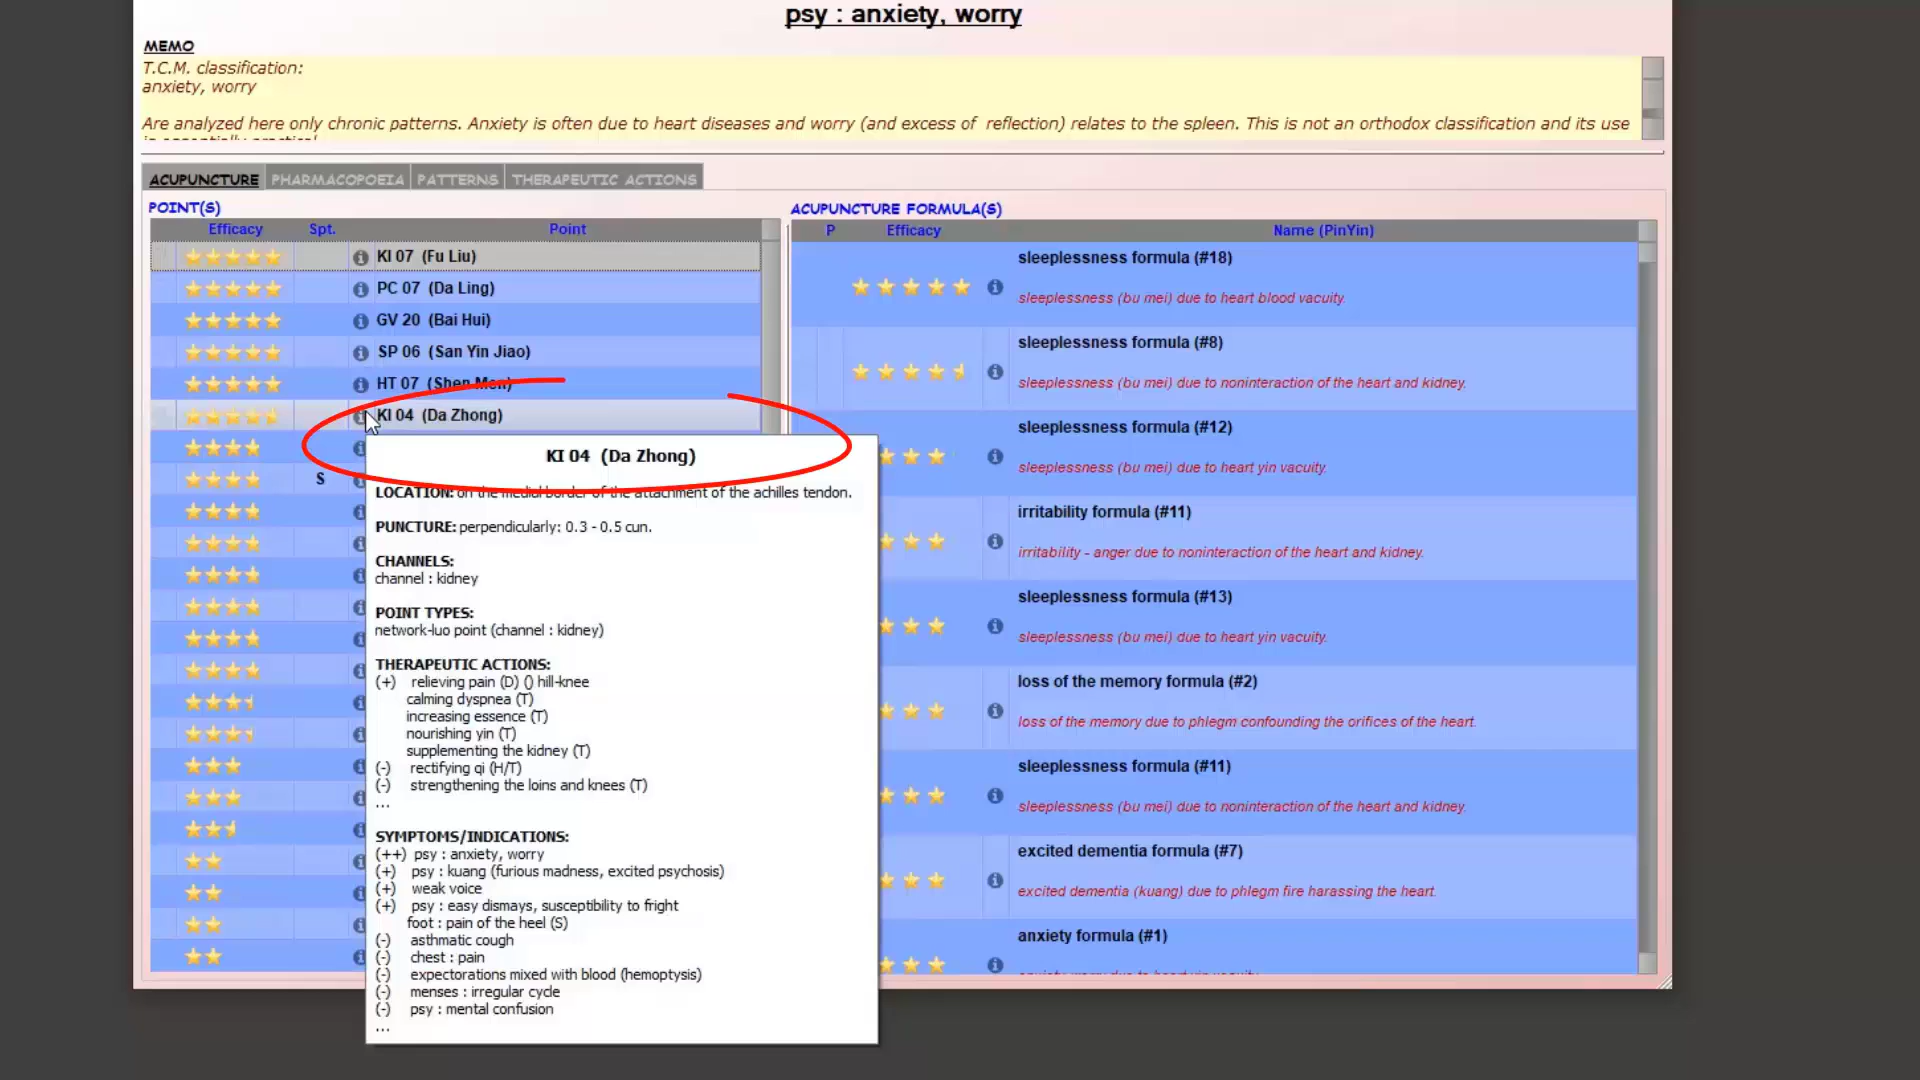 psy : anxiety, worry
MEMO
T.C.M. classification:
anxiety, worry
Are analyzed here only chronic patterns. Anxiety is often due to heart diseases and worry (and excess of reflection) relates to the spleen. This is not an orthodox classification and its use
is essentially practical
ACUPUNCTURE PHARMACOPOEIA PATTERNS THERAPEUTIC ACTIONS
POINT(S)
Efficacy Spt. Point
KI 07 (Fu Liu)
PC 07 (Da Ling)
GV 20 (Bai Hui)
SP 06 (San Yin Jiao)
HT 07 (Shen Men)
KI 04 (Da Zhong)
S
KI 04 (Da Zhong)
LOCATION: on the medial border of the attachment of the achilles tendon.
PUNCTURE: perpendicularly: 0.3 - 0.5 cun.
CHANNELS:
channel : kidney
POINT TYPES:
network-luo point (channel : kidney)
THERAPEUTIC ACTIONS:
(+) relieving pain (D) () hill-knee
calming dyspnea (T)
increasing essence (T)
nourishing yin (T)
supplementing the kidney (T)
(-) rectifying qi (H/T)
(-) strengthening the loins and knees (T)
...
SYMPTOMS/INDICATIONS:
(++) psy : anxiety, worry
(+) psy : kuang (furious madness, excited psychosis)
(+) weak voice
(+) psy : easy dismays, susceptibility to fright
foot : pain of the heel (S)
(-) asthmatic cough
(-) chest : pain
(-) expectorations mixed with blood (hemoptysis)
(-) menses : irregular cycle
(-) psy : mental confusion
...
ACUPUNCTURE FORMULA(S)
P Efficacy Name (PinYin)
sleeplessness formula (#18)
sleeplessness (bu mei) due to heart blood vacuity.
sleeplessness formula (#8)
sleeplessness (bu mei) due to noninteraction of the heart and kidney.
sleeplessness formula (#12)
sleeplessness (bu mei) due to heart yin vacuity.
irritability formula (#11)
irritability - anger due to noninteraction of the heart and kidney.
sleeplessness formula (#13)
sleeplessness (bu mei) due to heart yin vacuity.
loss of the memory formula (#2)
loss of the memory due to phlegm confounding the orifices of the heart.
sleeplessness formula (#11)
sleeplessness (bu mei) due to noninteraction of the heart and kidney.
excited dementia formula (#7)
excited dementia (kuang) due to phlegm fire harassing the heart.
anxiety formula (#1)
anxiety worry due to heart yin vacuity